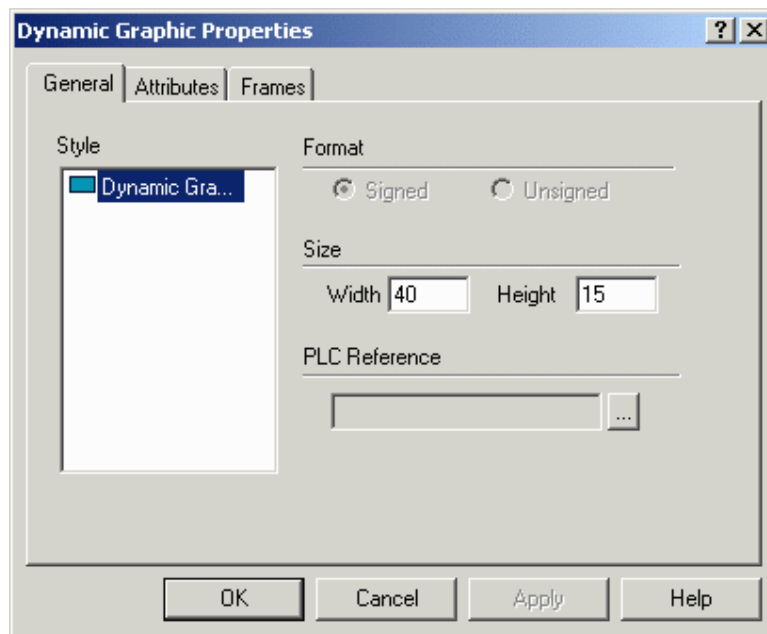 Dynamic Graphic Properties
General Attributes Frames
Style
Dynamic Gra...
Format
Signed Unsigned
Size
Width 40 Height 15
PLC Reference
...
OK Cancel Apply Help